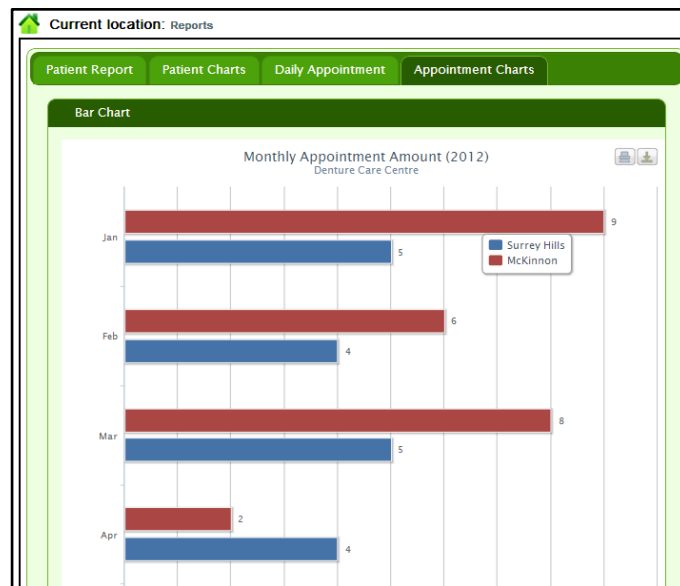 Current location: Reports
Patient Report Patient Charts Daily Appointment Appointment Charts
Bar Chart
Monthly Appointment Amount (2012)
Denture Care Centre
Jan
9
5
Surrey Hills
McKinnon
Feb
6
4
Mar
8
5
Apr
2
4